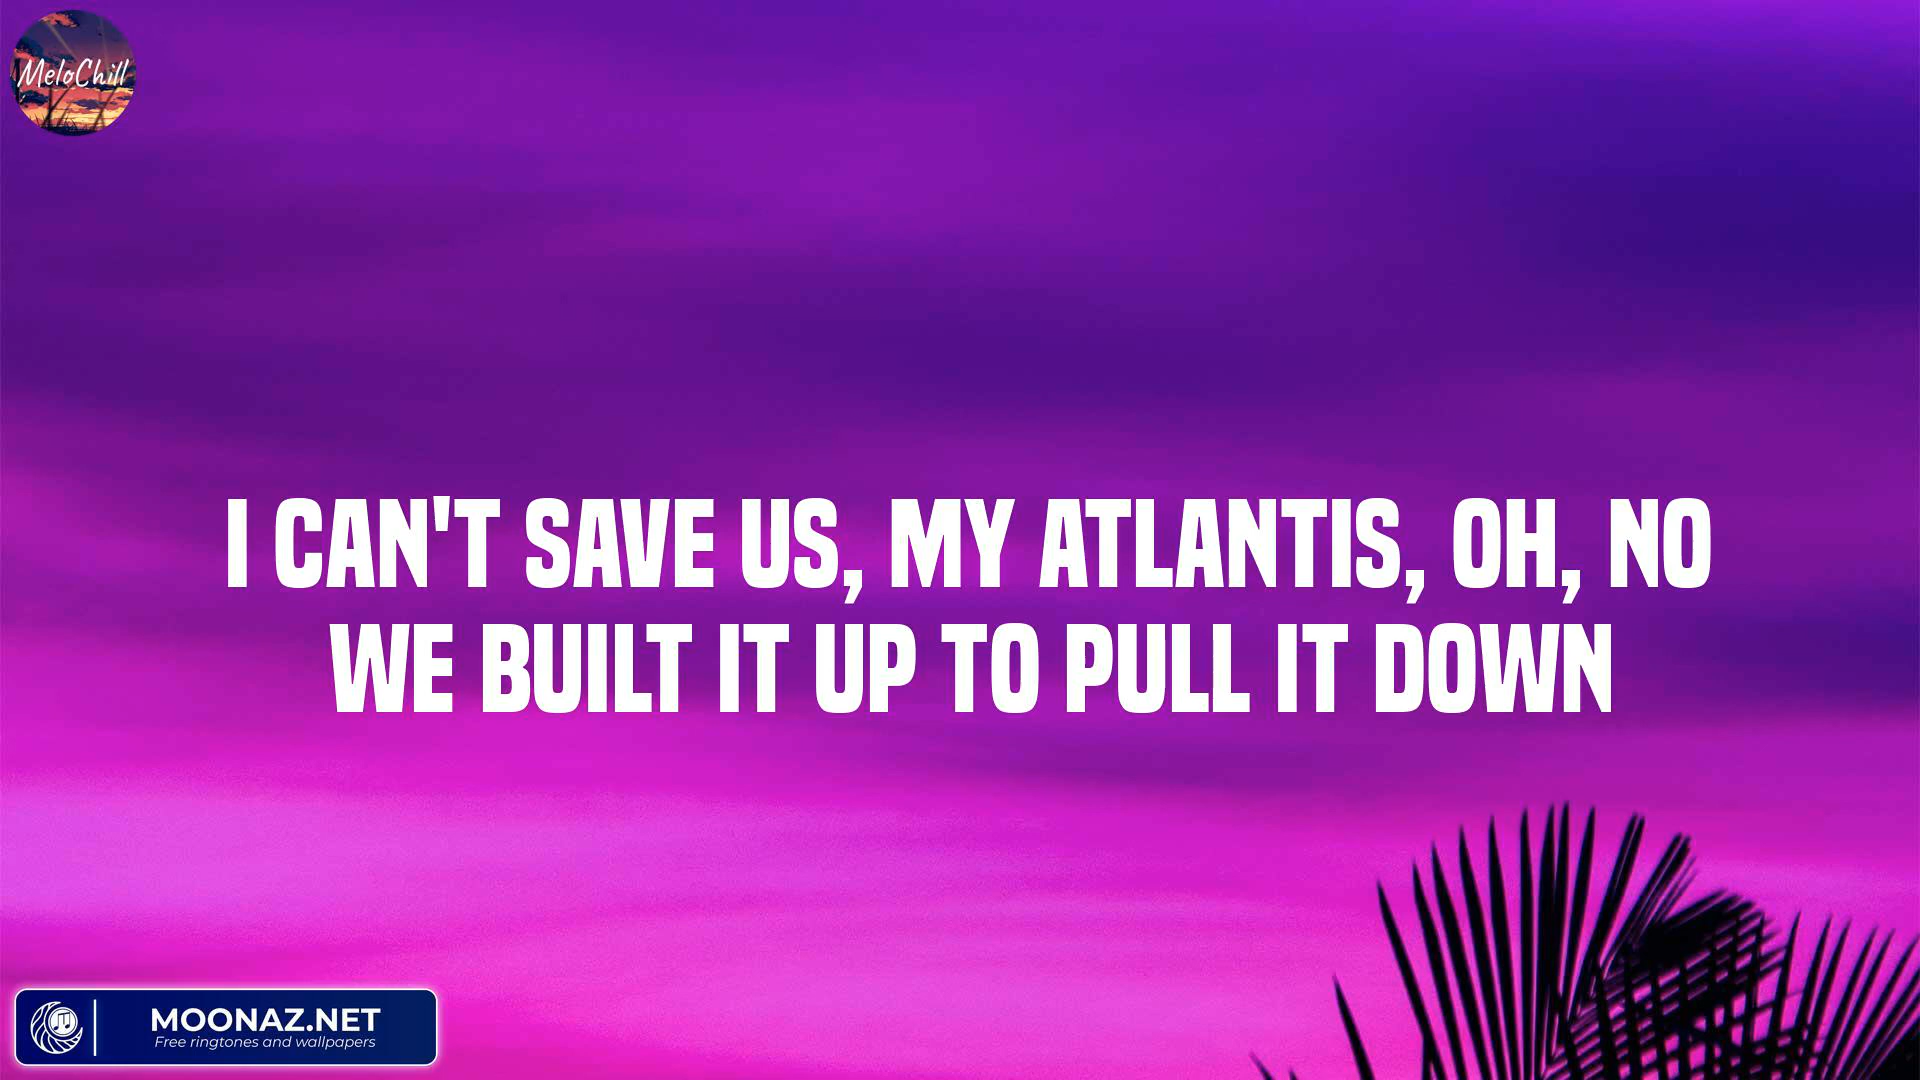 MeloChill
I CAN'T SAVE US, MY ATLANTIS, OH, NO
WE BUILT IT UP TO PULL IT DOWN
MOONAZ.NET
Free ringtones and wallpapers